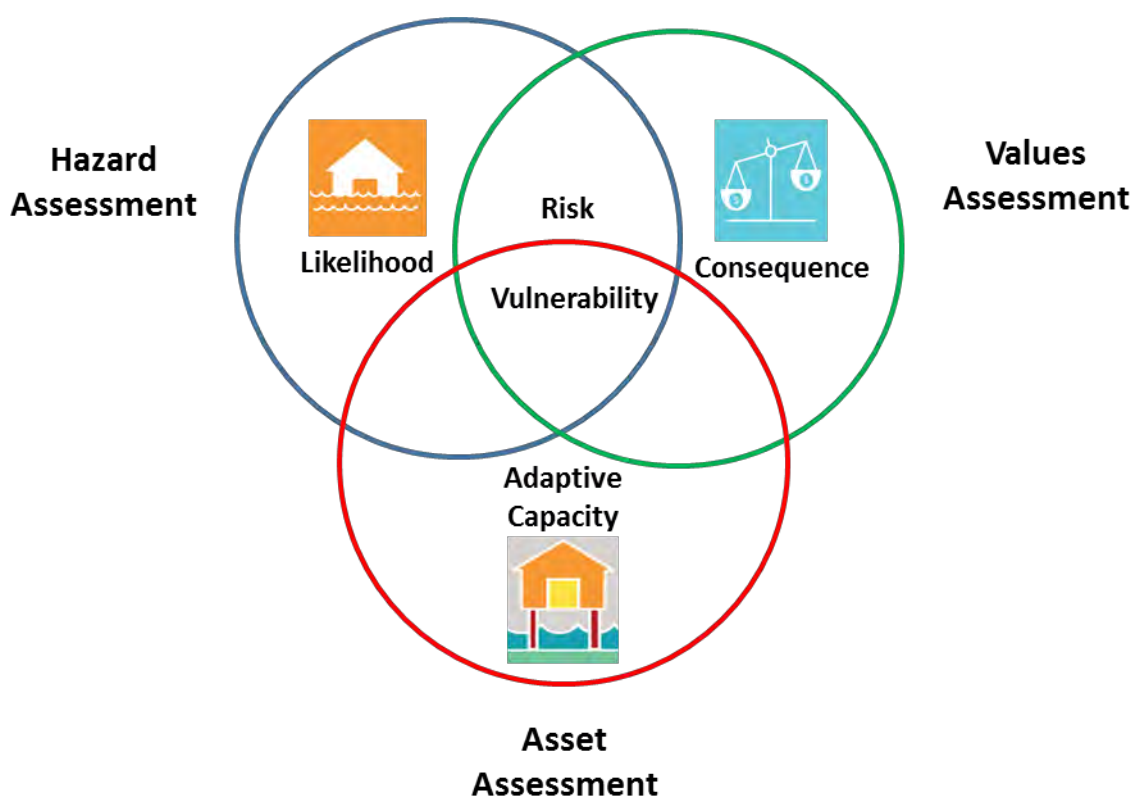 Hazard
Assessment
Likelihood
Risk
Vulnerability
Consequence
Values
Assessment
Adaptive
Capacity
Asset
Assessment